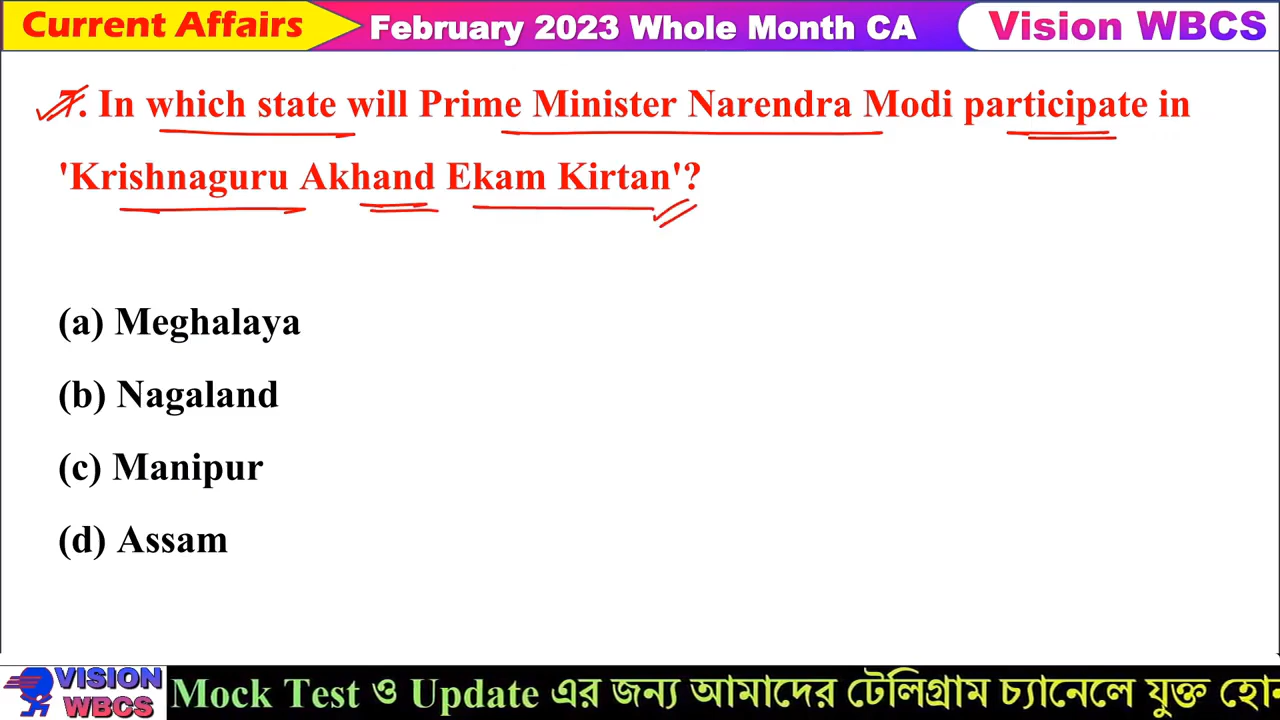 Current Affairs February 2023 Whole Month CA Vision WBCS
7. In which state will Prime Minister Narendra Modi participate in
'Krishnaguru Akhand Ekam Kirtan'?
(a) Meghalaya
(b) Nagaland
(c) Manipur
(d) Assam
VISION
WBCS
Mock Test ও Update এর জন্য আমাদের টেলিগ্রাম চ্যানেলে যুক্ত হোন